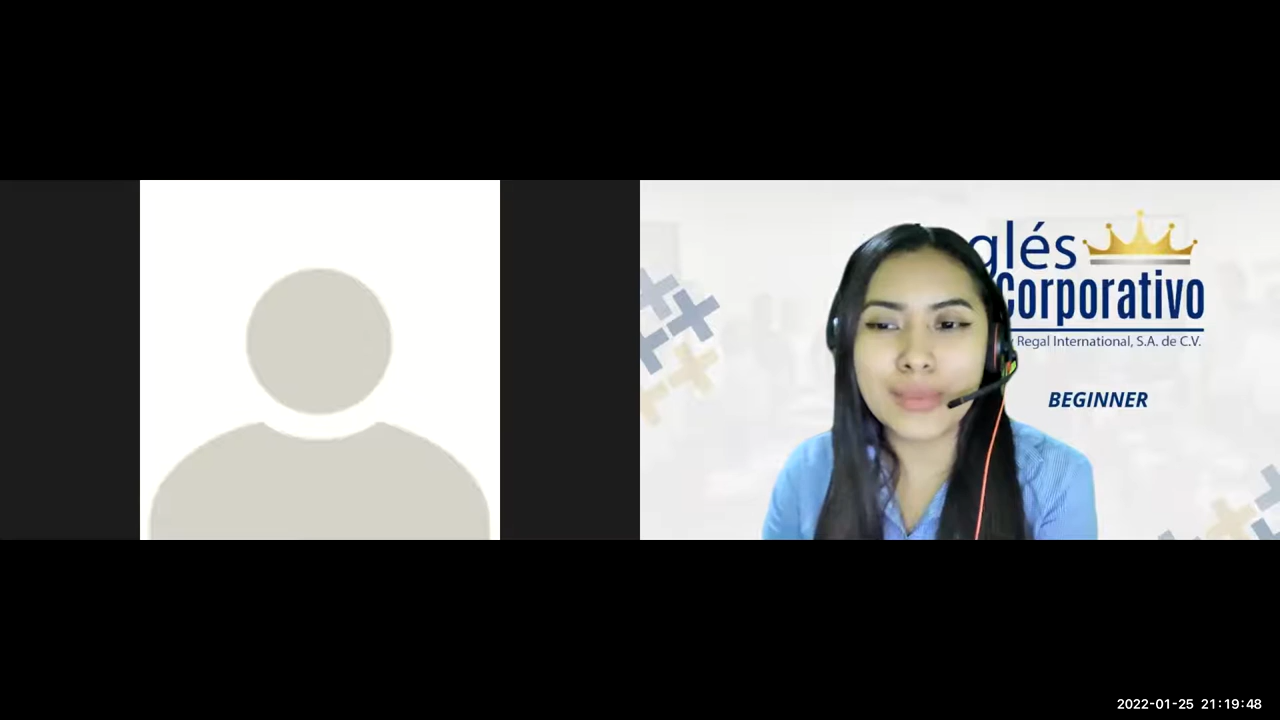 glés
Corporativo
Regal International, S.A. de C.V.
BEGINNER
2022-01-25 21:19:48